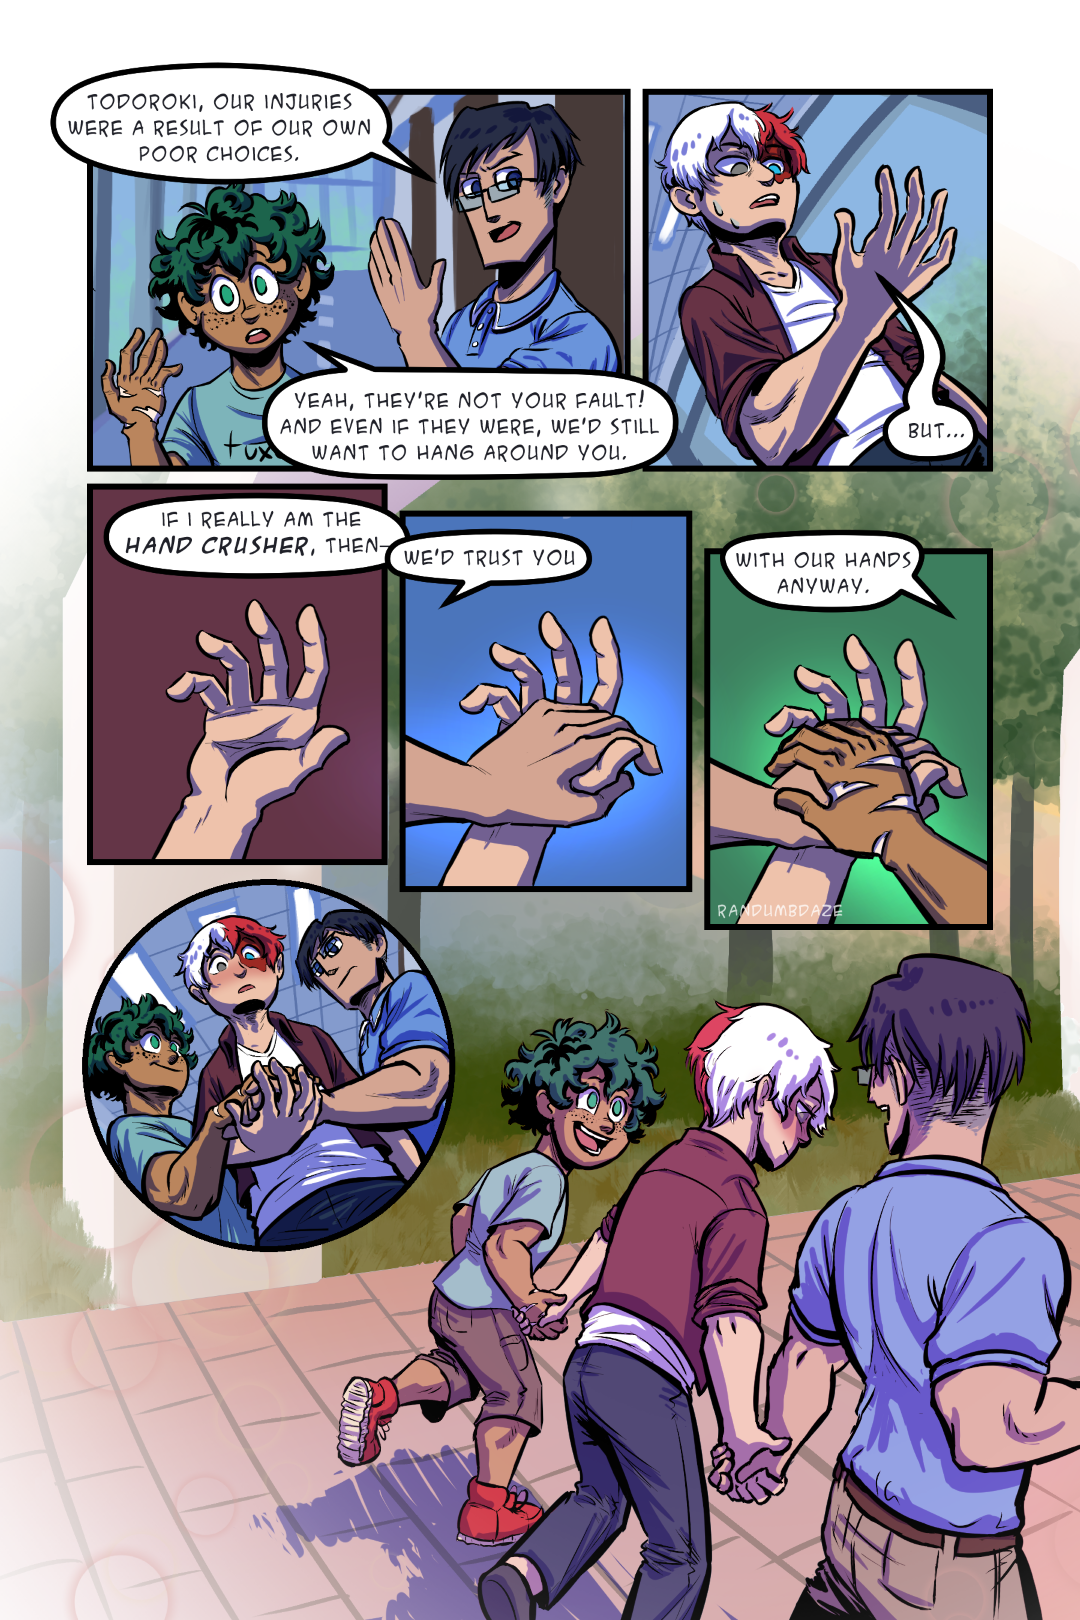 TODOROKI, OUR INJURIES
WERE A RESULT OF OUR OWN
POOR CHOICES.
YEAH, THEY'RE NOT YOUR FAULT!
AND EVEN IF THEY WERE, WE'D STILL
WANT TO HANG AROUND YOU.
BUT...
IF I REALLY AM THE
HAND CRUSHER, THEN—
WE'D TRUST YOU
WITH OUR HANDS
ANYWAY.
RANDUMBDAZE